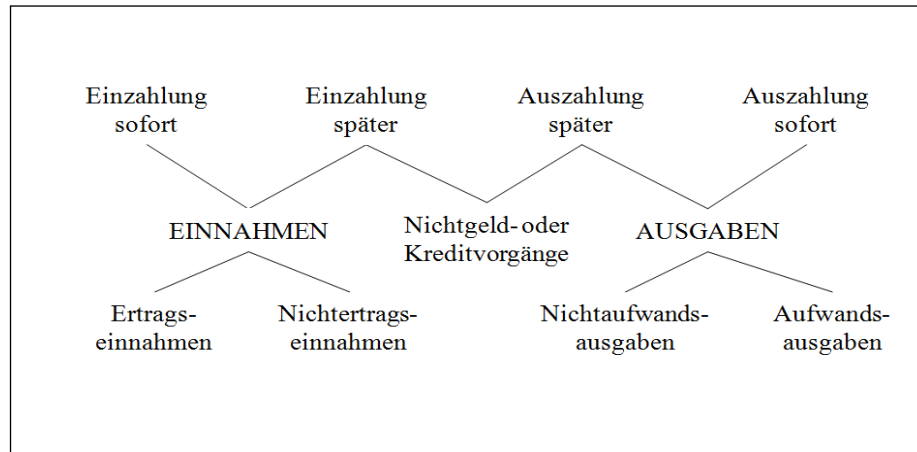 Einzahlung
sofort
Einzahlung
später
Auszahlung
später
Auszahlung
sofort
EINNAHMEN
Nichtgeld- oder
Kreditvorgänge
AUSGABEN
Ertrags-
einnahmen
Nichtertrags-
einnahmen
Nichtaufwands-
ausgaben
Aufwands-
ausgaben